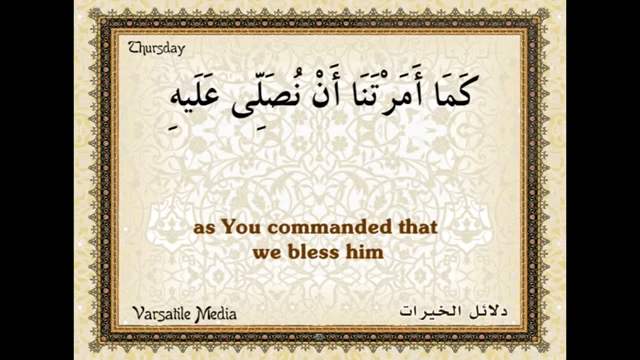 Thursday
كَمَا أَمَرْتَنَا أَنْ نُصَلِّى عَلَيهِ
as You commanded that
we bless him
Varsatile Media دلائل الخيرات